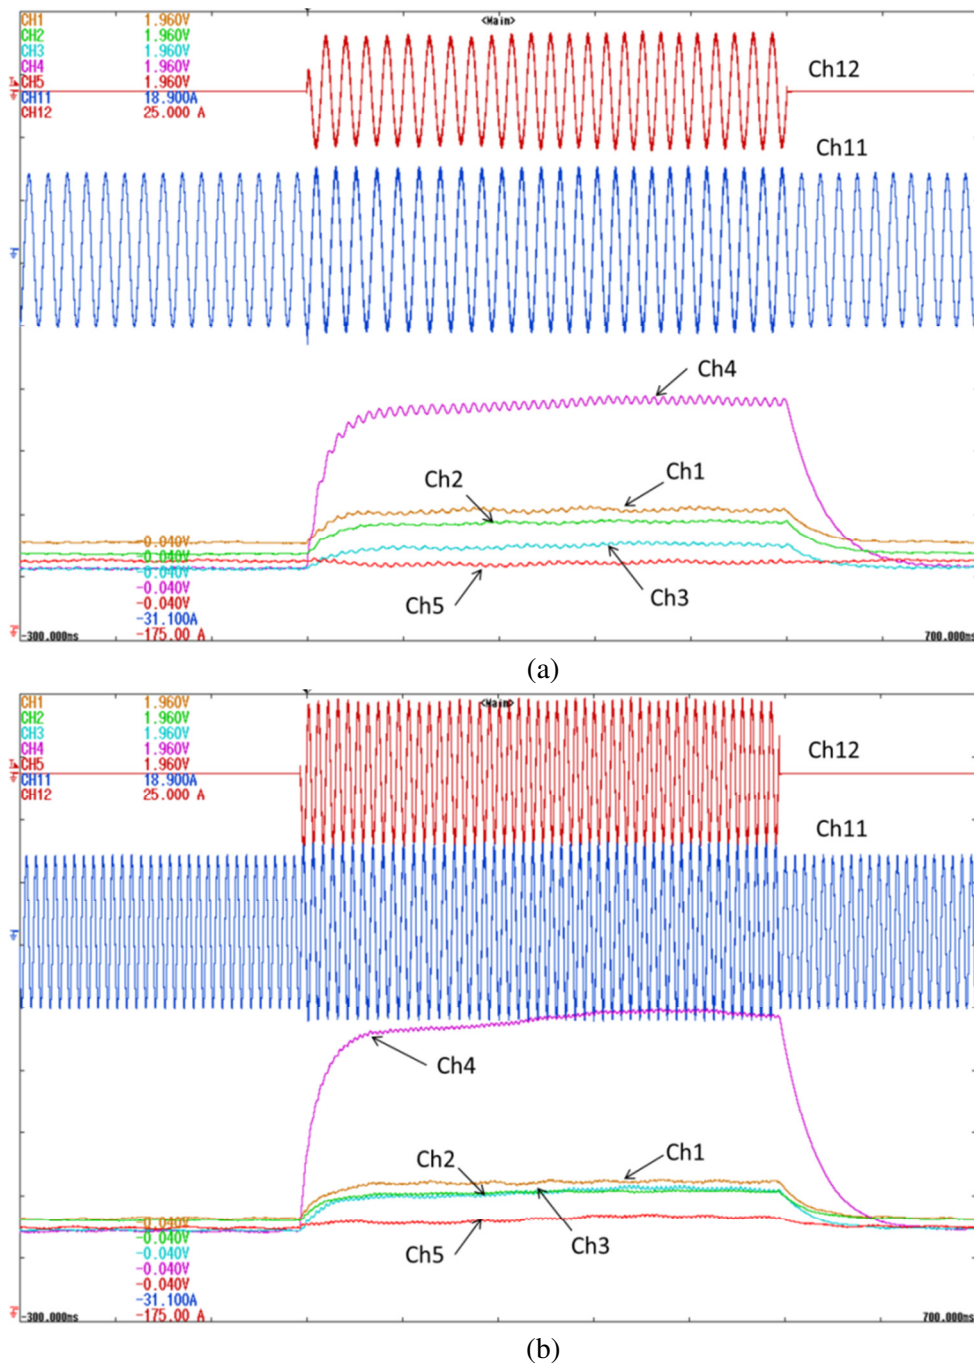 <Main>
CH1 1.960V
CH2 1.960V
CH3 1.960V
CH4 1.960V
CH5 1.960V
CH11 18.900A
CH12 25.000 A
Ch12
Ch11
Ch4
Ch2
Ch1
Ch5
Ch3
-0.040V
-0.040V
-0.040V
-0.040V
-0.040V
-31.100A
-175.00 A
-300.000ms
700.000ms
(a)
<Main>
CH1 1.960V
CH2 1.960V
CH3 1.960V
CH4 1.960V
CH5 1.960V
CH11 18.900A
CH12 25.000 A
Ch12
Ch11
Ch4
Ch2
Ch1
Ch5
Ch3
-0.040V
-0.040V
-0.040V
-0.040V
-0.040V
-31.100A
-175.00 A
-300.000ms
700.000ms
(b)